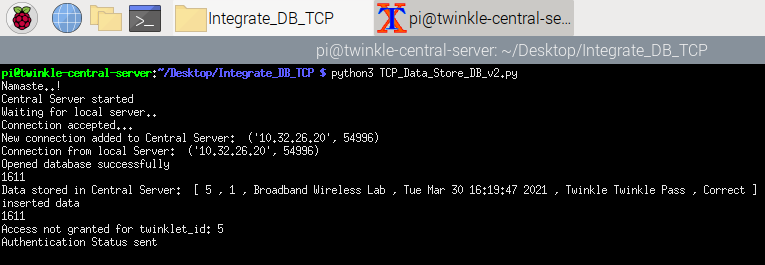 Integrate_DB_TCP
pi@twinkle-central-se...
pi@twinkle-central-server: ~/Desktop/Integrate_DB_TCP
pi@twinkle-central-server:~/Desktop/Integrate_DB_TCP $ python3 TCP_Data_Store_DB_v2.py
Namaste..!
Central Server started
Waiting for local server..
Connection accepted...
New connection added to Central Server:  ('10.32.26.20', 54996)
Connection from local Server:  ('10.32.26.20', 54996)
Opened database successfully
1611
Data stored in Central Server:  [ 5 , 1 , Broadband Wireless Lab , Tue Mar 30 16:19:47 2021 , Twinkle Twinkle Pass , Correct ]
inserted data
1611
Access not granted for twinklet_id: 5
Authentication Status sent